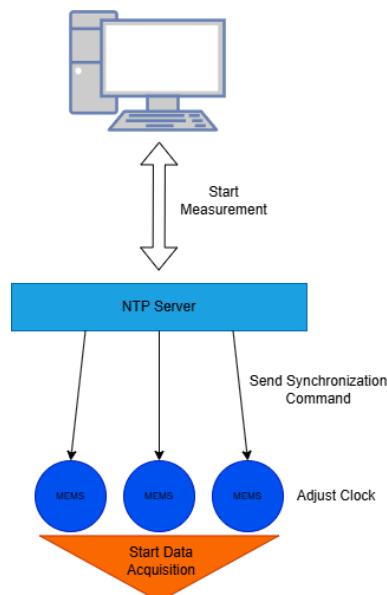 Start
Measurement
NTP Server
Send Synchronization
Command
MEMS MEMS MEMS
Adjust Clock
Start Data
Acquisition